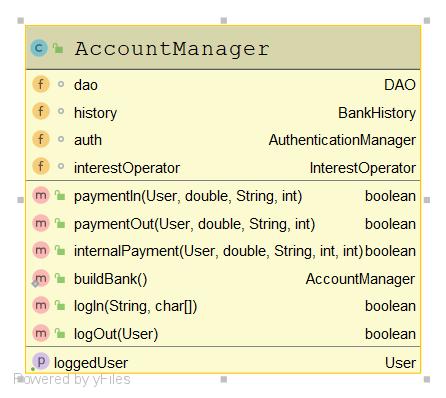 C AccountManager
f dao DAO
f history BankHistory
f auth AuthenticationManager
f interestOperator InterestOperator
m paymentIn(User, double, String, int) boolean
m paymentOut(User, double, String, int) boolean
m internalPayment(User, double, String, int, int) boolean
m buildBank() AccountManager
m logIn(String, char[]) boolean
m logOut(User) boolean
p loggedUser User
Powered by yFiles